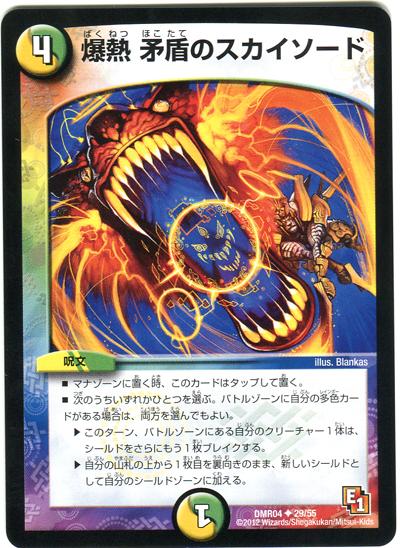 4
ばくねつ ほこたて
爆熱 矛盾のスカイソード
呪文
illus. Blankas
■ マナゾーンに置く時、このカードはタップして置く。
■ 次のうちいずれかひとつを選ぶ。バトルゾーンに自分の多色カー
ドがある場合は、両方を選んでもよい。
▶ このターン、バトルゾーンにある自分のクリーチャー1体は、
シールドをさらにもう1枚ブレイクする。
▶ 自分の山札の上から1枚目を裏向きのまま、新しいシールドと
して自分のシールドゾーンに加える。
1
DMR04 ◆ 29/55
©2012 Wizards/Shogakukan/Mitsui-Kids
E1